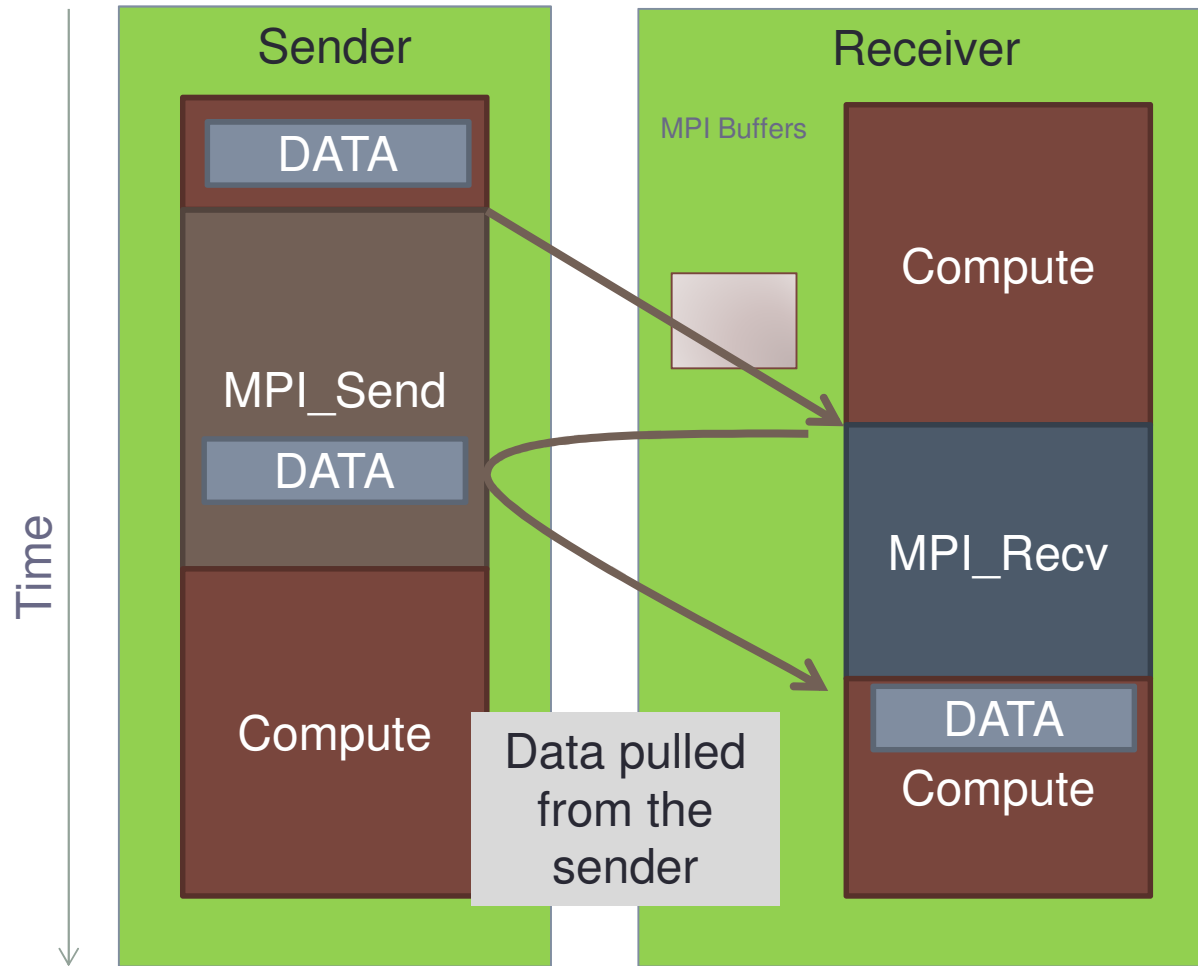 Sender
Receiver
DATA
MPI Buffers
Compute
MPI_Send
DATA
MPI_Recv
Time
Compute
DATA
Compute
Data pulled
from the
sender